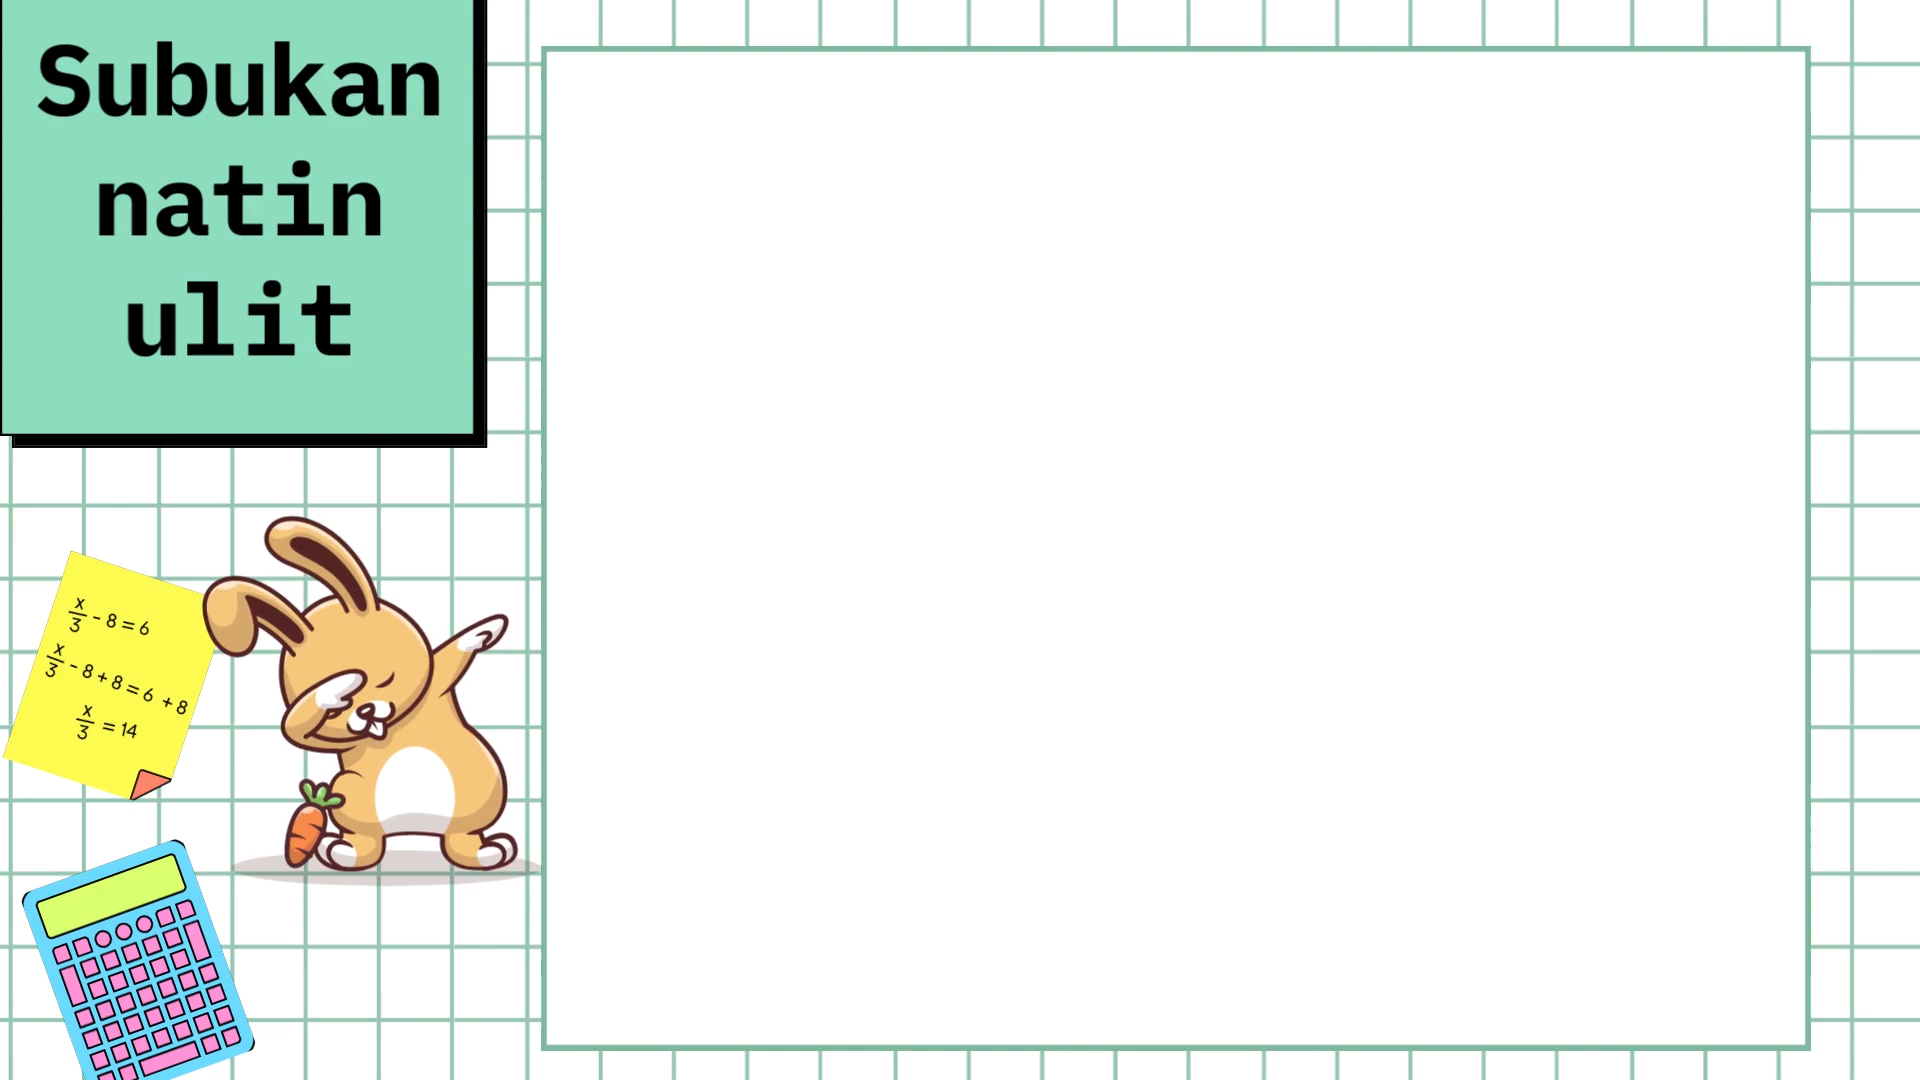 Subukan
natin
ulit
x/3 - 8 = 6
x/3 - 8 + 8 = 6 + 8
x/3 = 14